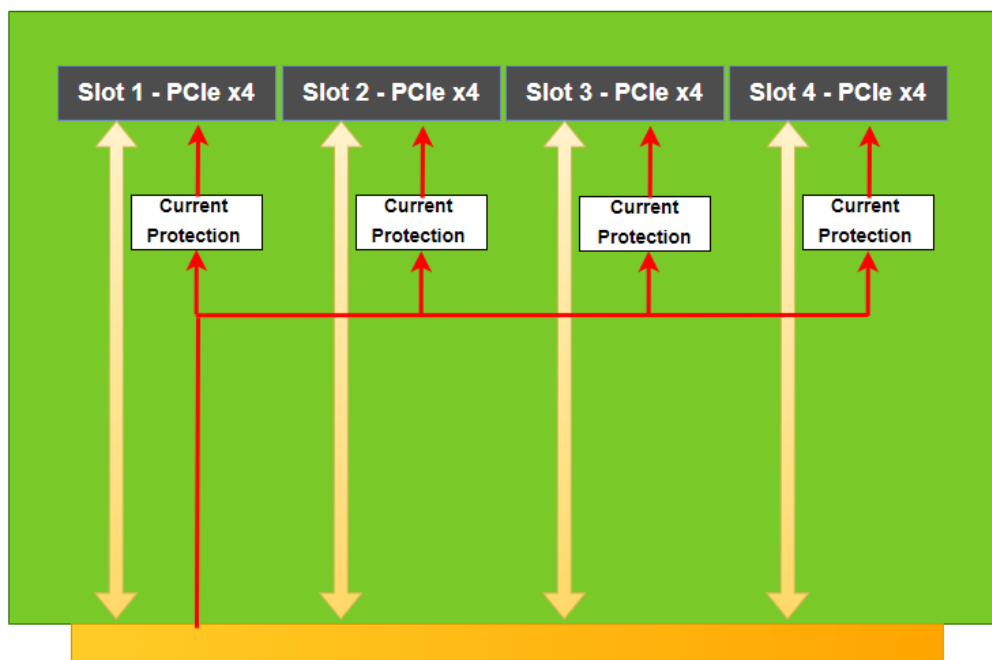 Slot 1 - PCIe x4
Slot 2 - PCIe x4
Slot 3 - PCIe x4
Slot 4 - PCIe x4
Current
Protection
Current
Protection
Current
Protection
Current
Protection